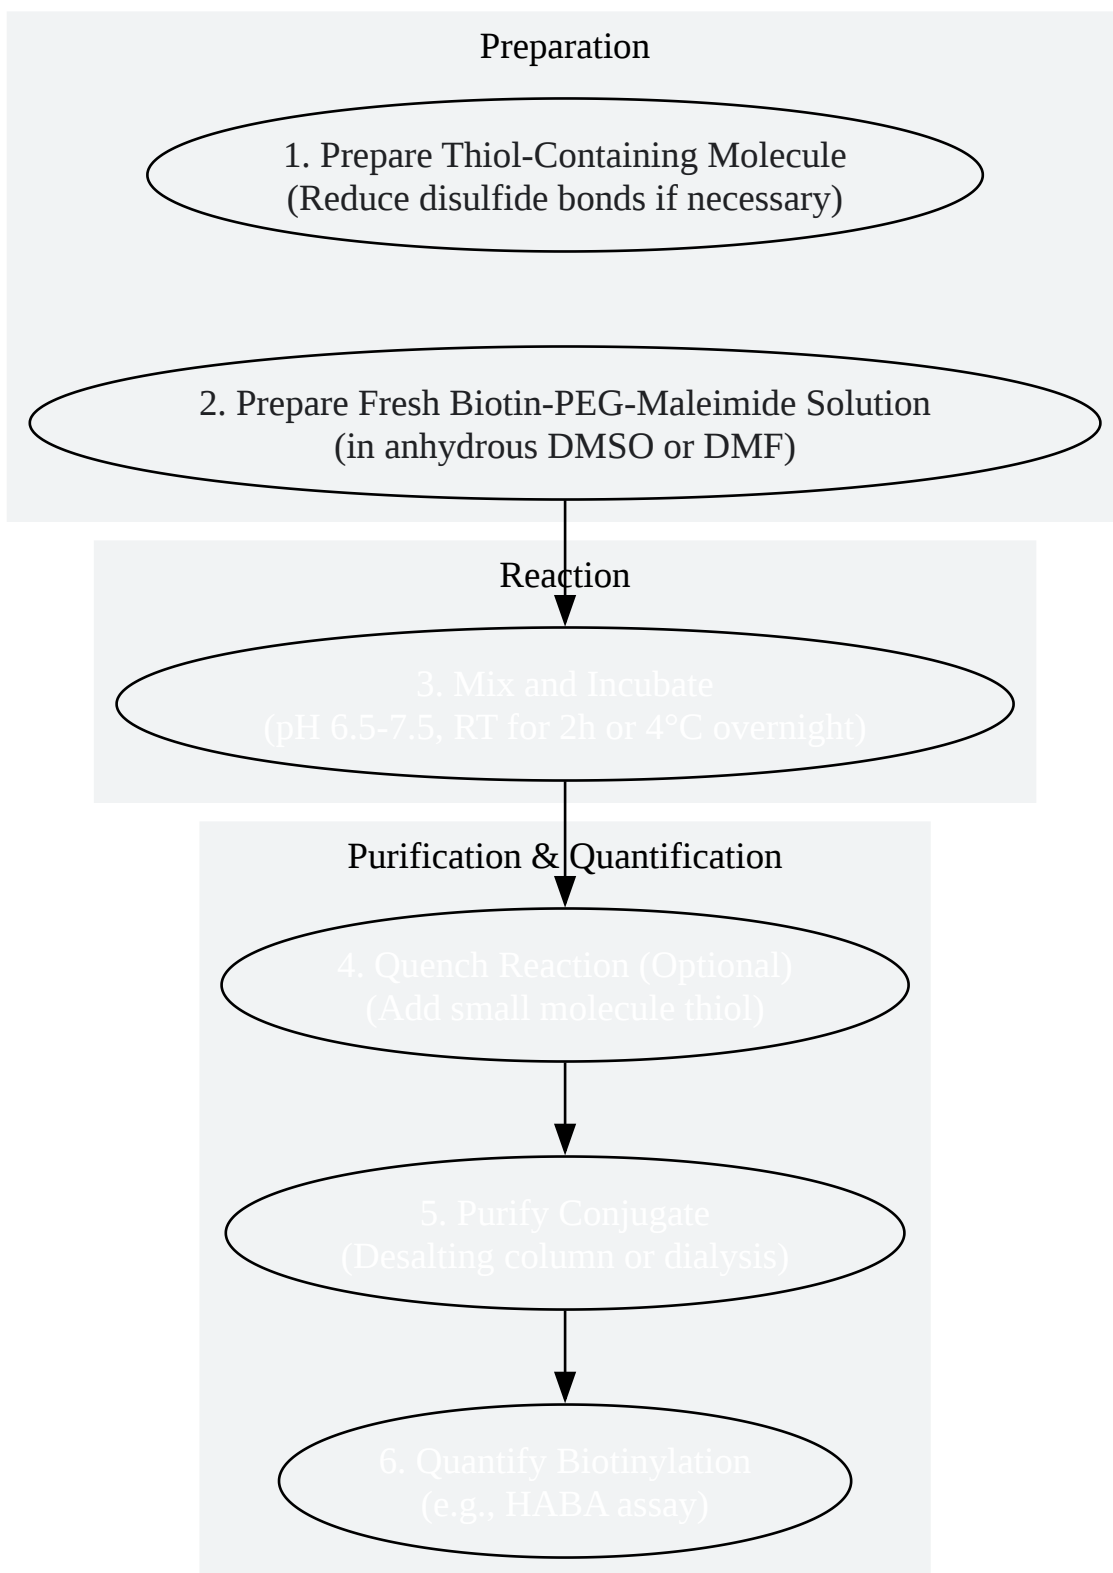 Preparation
1. Prepare Thiol-Containing Molecule
(Reduce disulfide bonds if necessary)
2. Prepare Fresh Biotin-PEG-Maleimide Solution
(in anhydrous DMSO or DMF)
Reaction
3. Mix and Incubate
(pH 6.5-7.5, RT for 2h or 4°C overnight)
Purification & Quantification
4. Quench Reaction (Optional)
(Add small molecule thiol)
5. Purify Conjugate
(Desalting column or dialysis)
6. Quantify Biotinylation
(e.g., HABA assay)